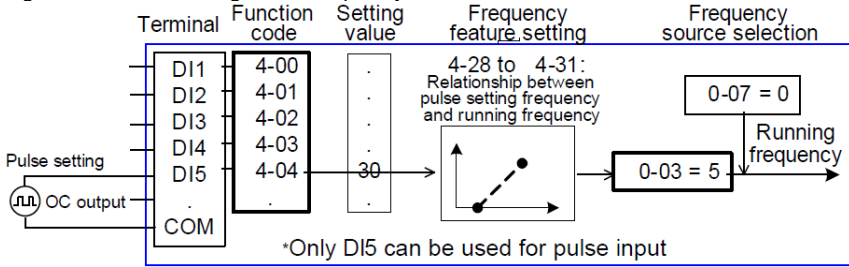 Terminal
Function code
Setting value
Frequency feature setting
Frequency source selection
DI1 4-00 .
DI2 4-01 .
DI3 4-02 .
DI4 4-03 .
DI5 4-04 30
. . .
COM
4-28 to 4-31:
Relationship between
pulse setting frequency
and running frequency
0-07 = 0
Running
frequency
0-03 = 5
Pulse setting
OC output
*Only DI5 can be used for pulse input